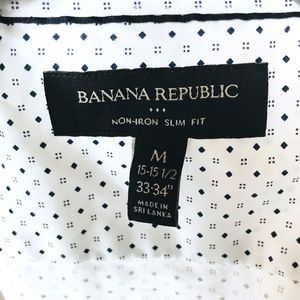 BANANA REPUBLIC
NON-IRON SLIM FIT
M
15-15 1/2
33-34"
MADE IN
SRI LANKA